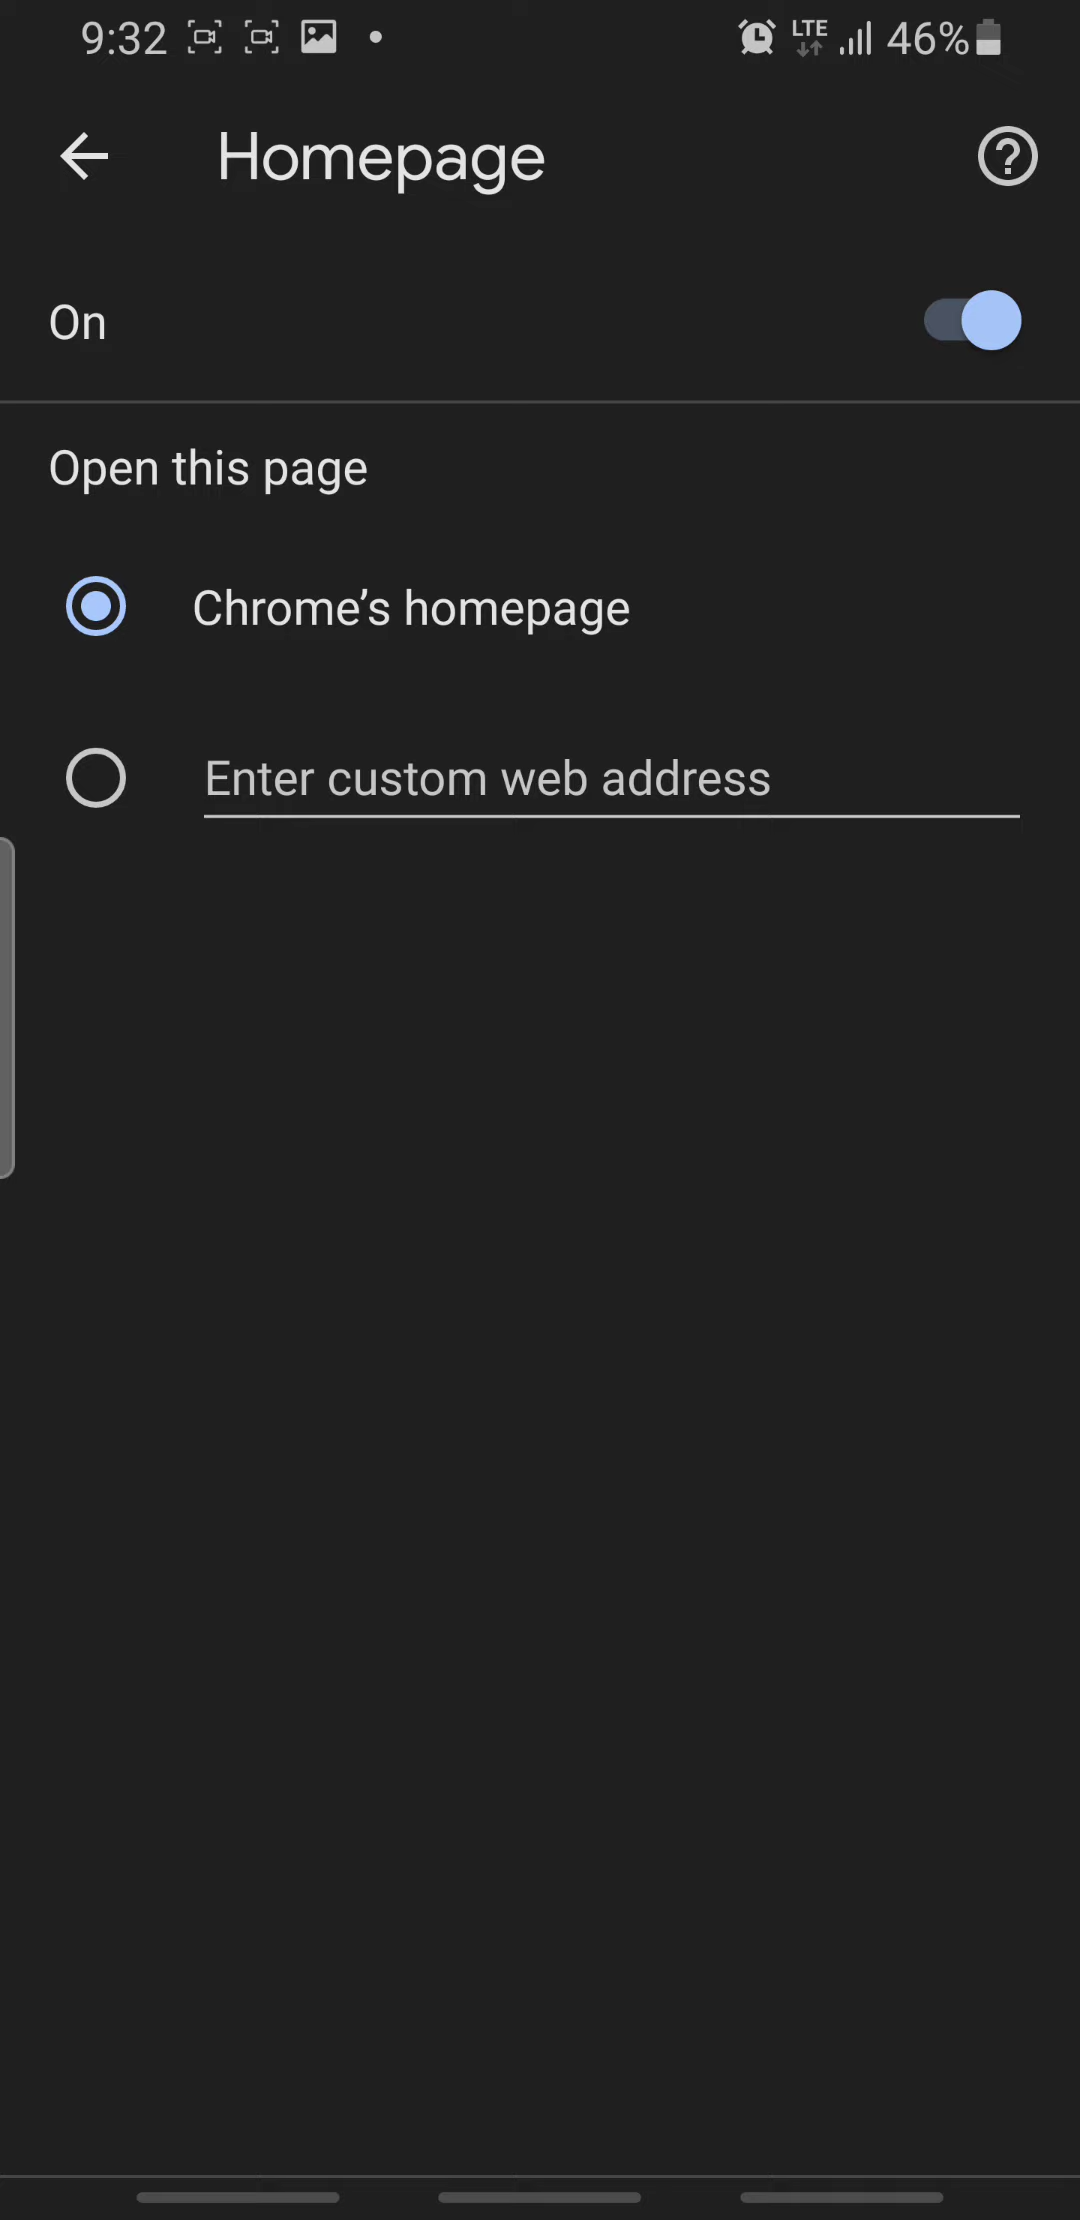 9:32 LTE 46%
Homepage
On
Open this page
Chrome’s homepage
Enter custom web address